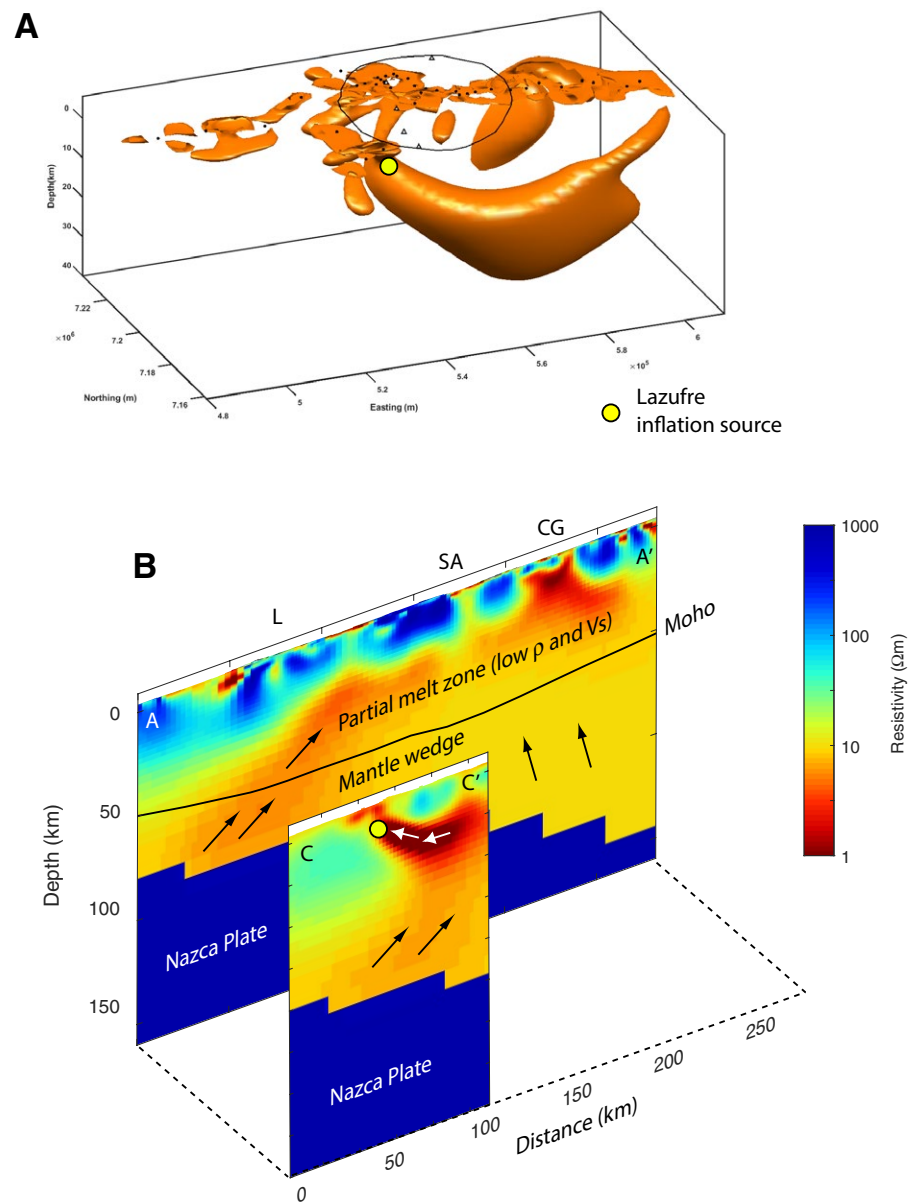 A
Depth(km)
0
10
20
30
40
7.22
×10⁶
7.2
7.18
7.16
Northing (m)
4.8
5
5.2
5.4
5.6
5.8
×10⁵
6
Easting (m)
Lazufre
inflation source
B
L
SA
CG
A
A′
Moho
Partial melt zone (low ρ and Vs)
Mantle wedge
C
C′
Nazca Plate
Nazca Plate
Depth (km)
0
50
100
150
0
50
100
150
200
250
Distance (km)
1000
100
10
1
Resistivity (Ωm)